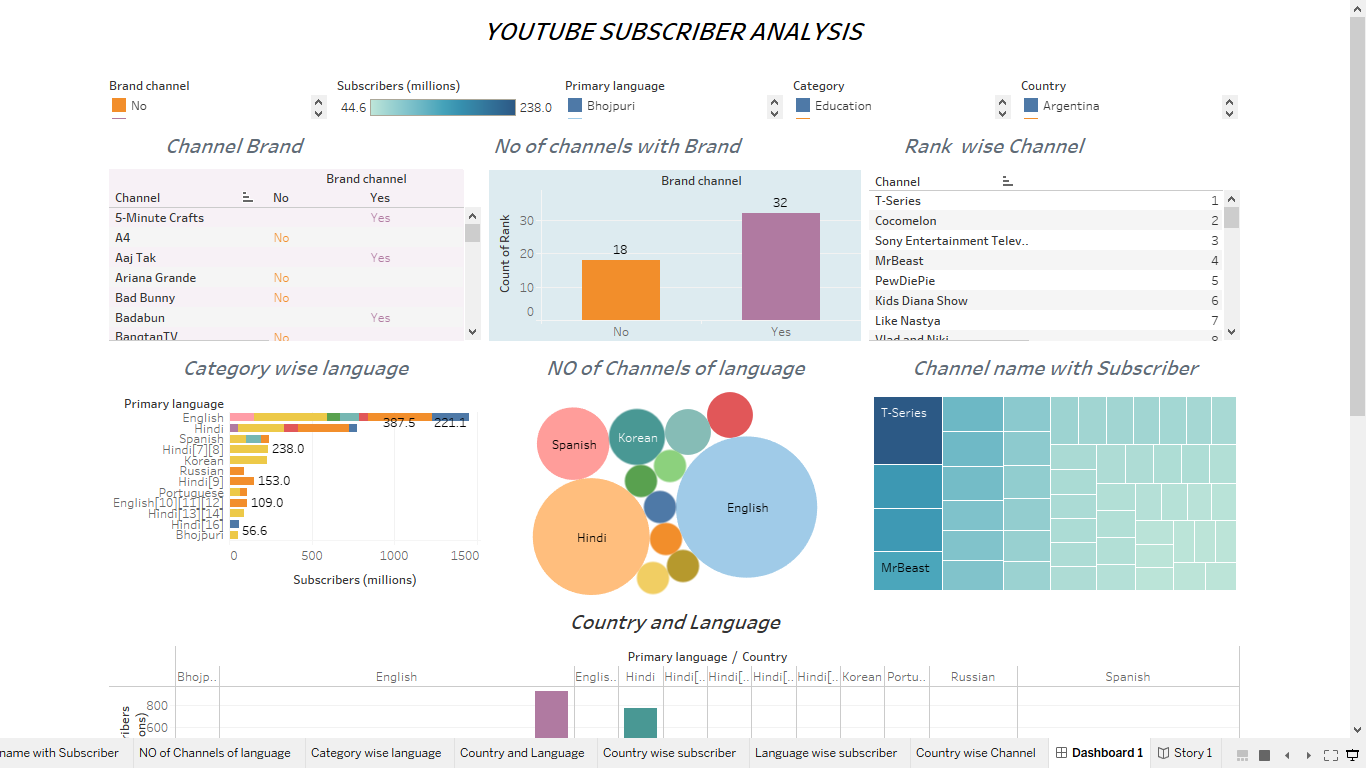 YOUTUBE SUBSCRIBER ANALYSIS
Brand channel
No
Subscribers (millions)
44.6 238.0
Primary language
Bhojpuri
Category
Education
Country
Argentina
Channel Brand
Brand channel
Channel No Yes
5-Minute Crafts Yes
A4 No
Aaj Tak Yes
Ariana Grande No
Bad Bunny No
Badabun Yes
BangtanTV No
No of channels with Brand
Brand channel
Count of Rank
30
20
10
0
18
32
No Yes
Rank wise Channel
Channel
T-Series 1
Cocomelon 2
Sony Entertainment Telev.. 3
MrBeast 4
PewDiePie 5
Kids Diana Show 6
Like Nastya 7
Vlad and Niki 8
Category wise language
Primary language
English
387.5 221.1
Hindi
Spanish
Hindi[7][8] 238.0
Korean
Russian
Hindi[9] 153.0
Portuguese
English[10][11][12] 109.0
Hindi[13][14]
Hindi[16]
Bhojpuri 56.6
0 500 1000 1500
Subscribers (millions)
NO of Channels of language
Spanish
Korean
English
Hindi
Channel name with Subscriber
T-Series
MrBeast
Country and Language
Primary language / Country
Bhojp.. English Englis.. Hindi Hindi[.. Hindi[.. Hindi[.. Hindi[.. Korean Portu.. Russian Spanish
800
600
name with Subscriber NO of Channels of language Category wise language Country and Language Country wise subscriber Language wise subscriber Country wise Channel Dashboard 1 Story 1